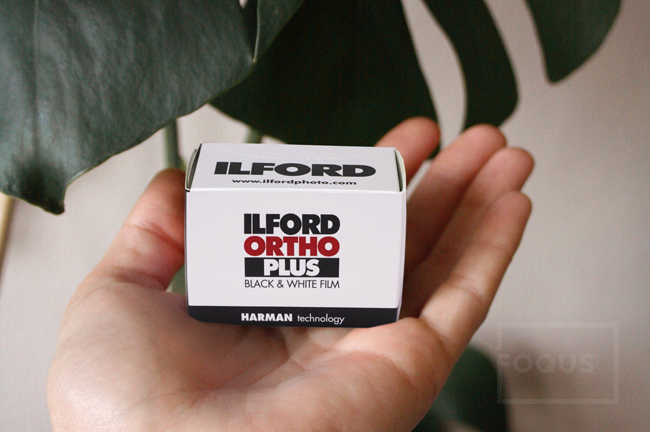 ILFORD
www.ilfordphoto.com
ILFORD
ORTHO
PLUS
BLACK & WHITE FILM
HARMAN technology
FOQUS